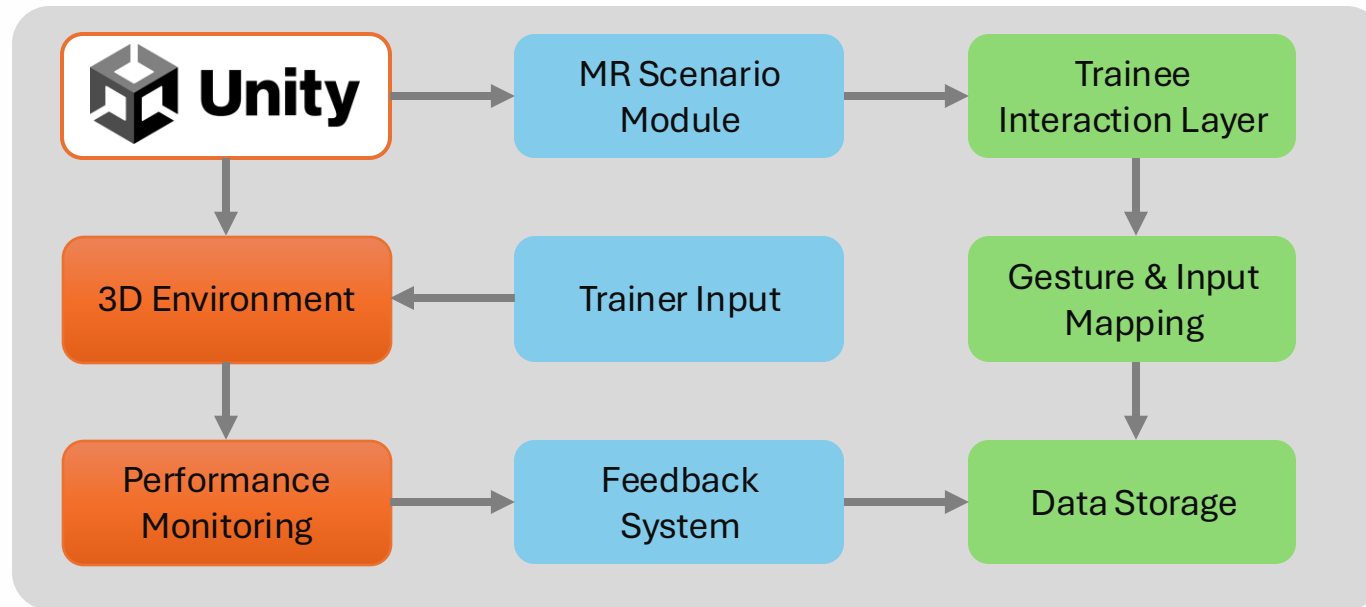 Unity
MR Scenario
Module
Trainee
Interaction Layer
3D Environment
Trainer Input
Gesture & Input
Mapping
Performance
Monitoring
Feedback
System
Data Storage